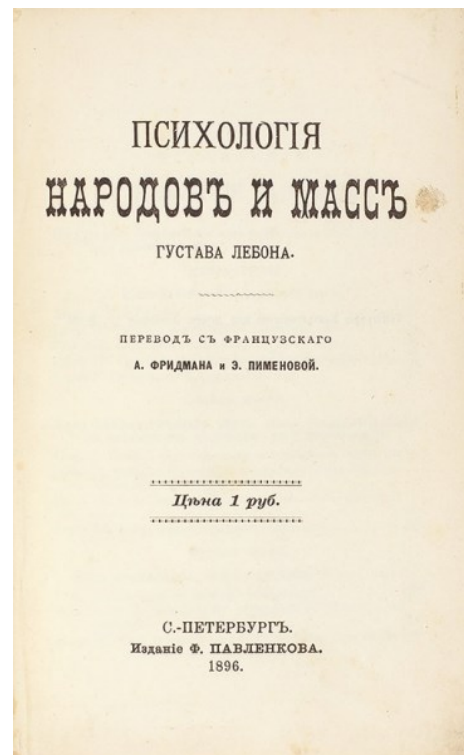 ПСИХОЛОГІЯ
НАРОДОВЪ И МАССЪ
ГУСТАВА ЛЕБОНА.
ПЕРЕВОДЪ СЪ ФРАНЦУЗСКАГО
А. ФРИДМАНА и Э. ПИМЕНОВОЙ.
Цѣна 1 руб.
С.-ПЕТЕРБУРГЪ.
Изданіе Ф. ПАВЛЕНКОВА.
1896.